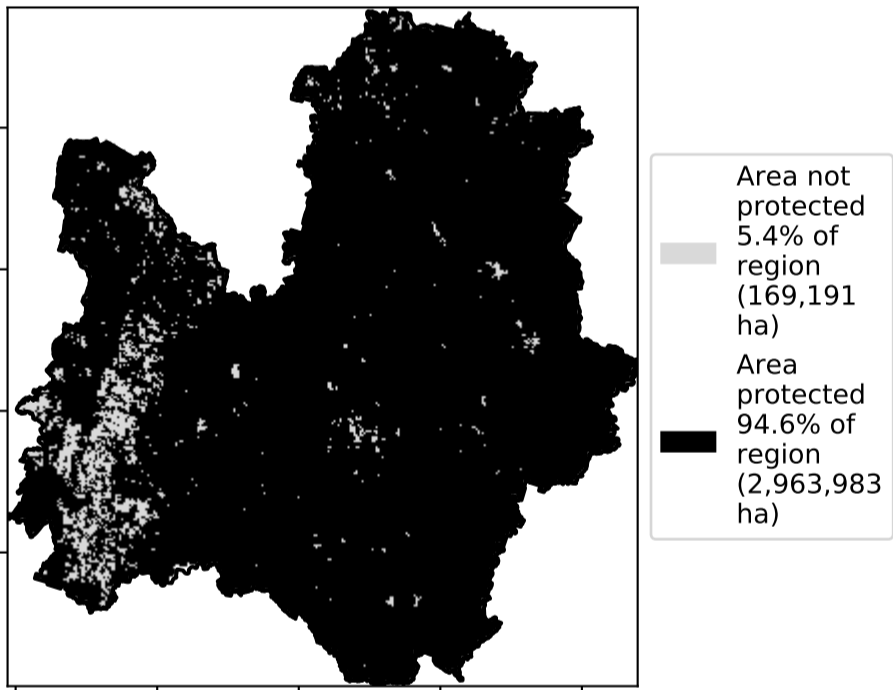 Area not
protected
5.4% of
region
(169,191
ha)
Area
protected
94.6% of
region
(2,963,983
ha)